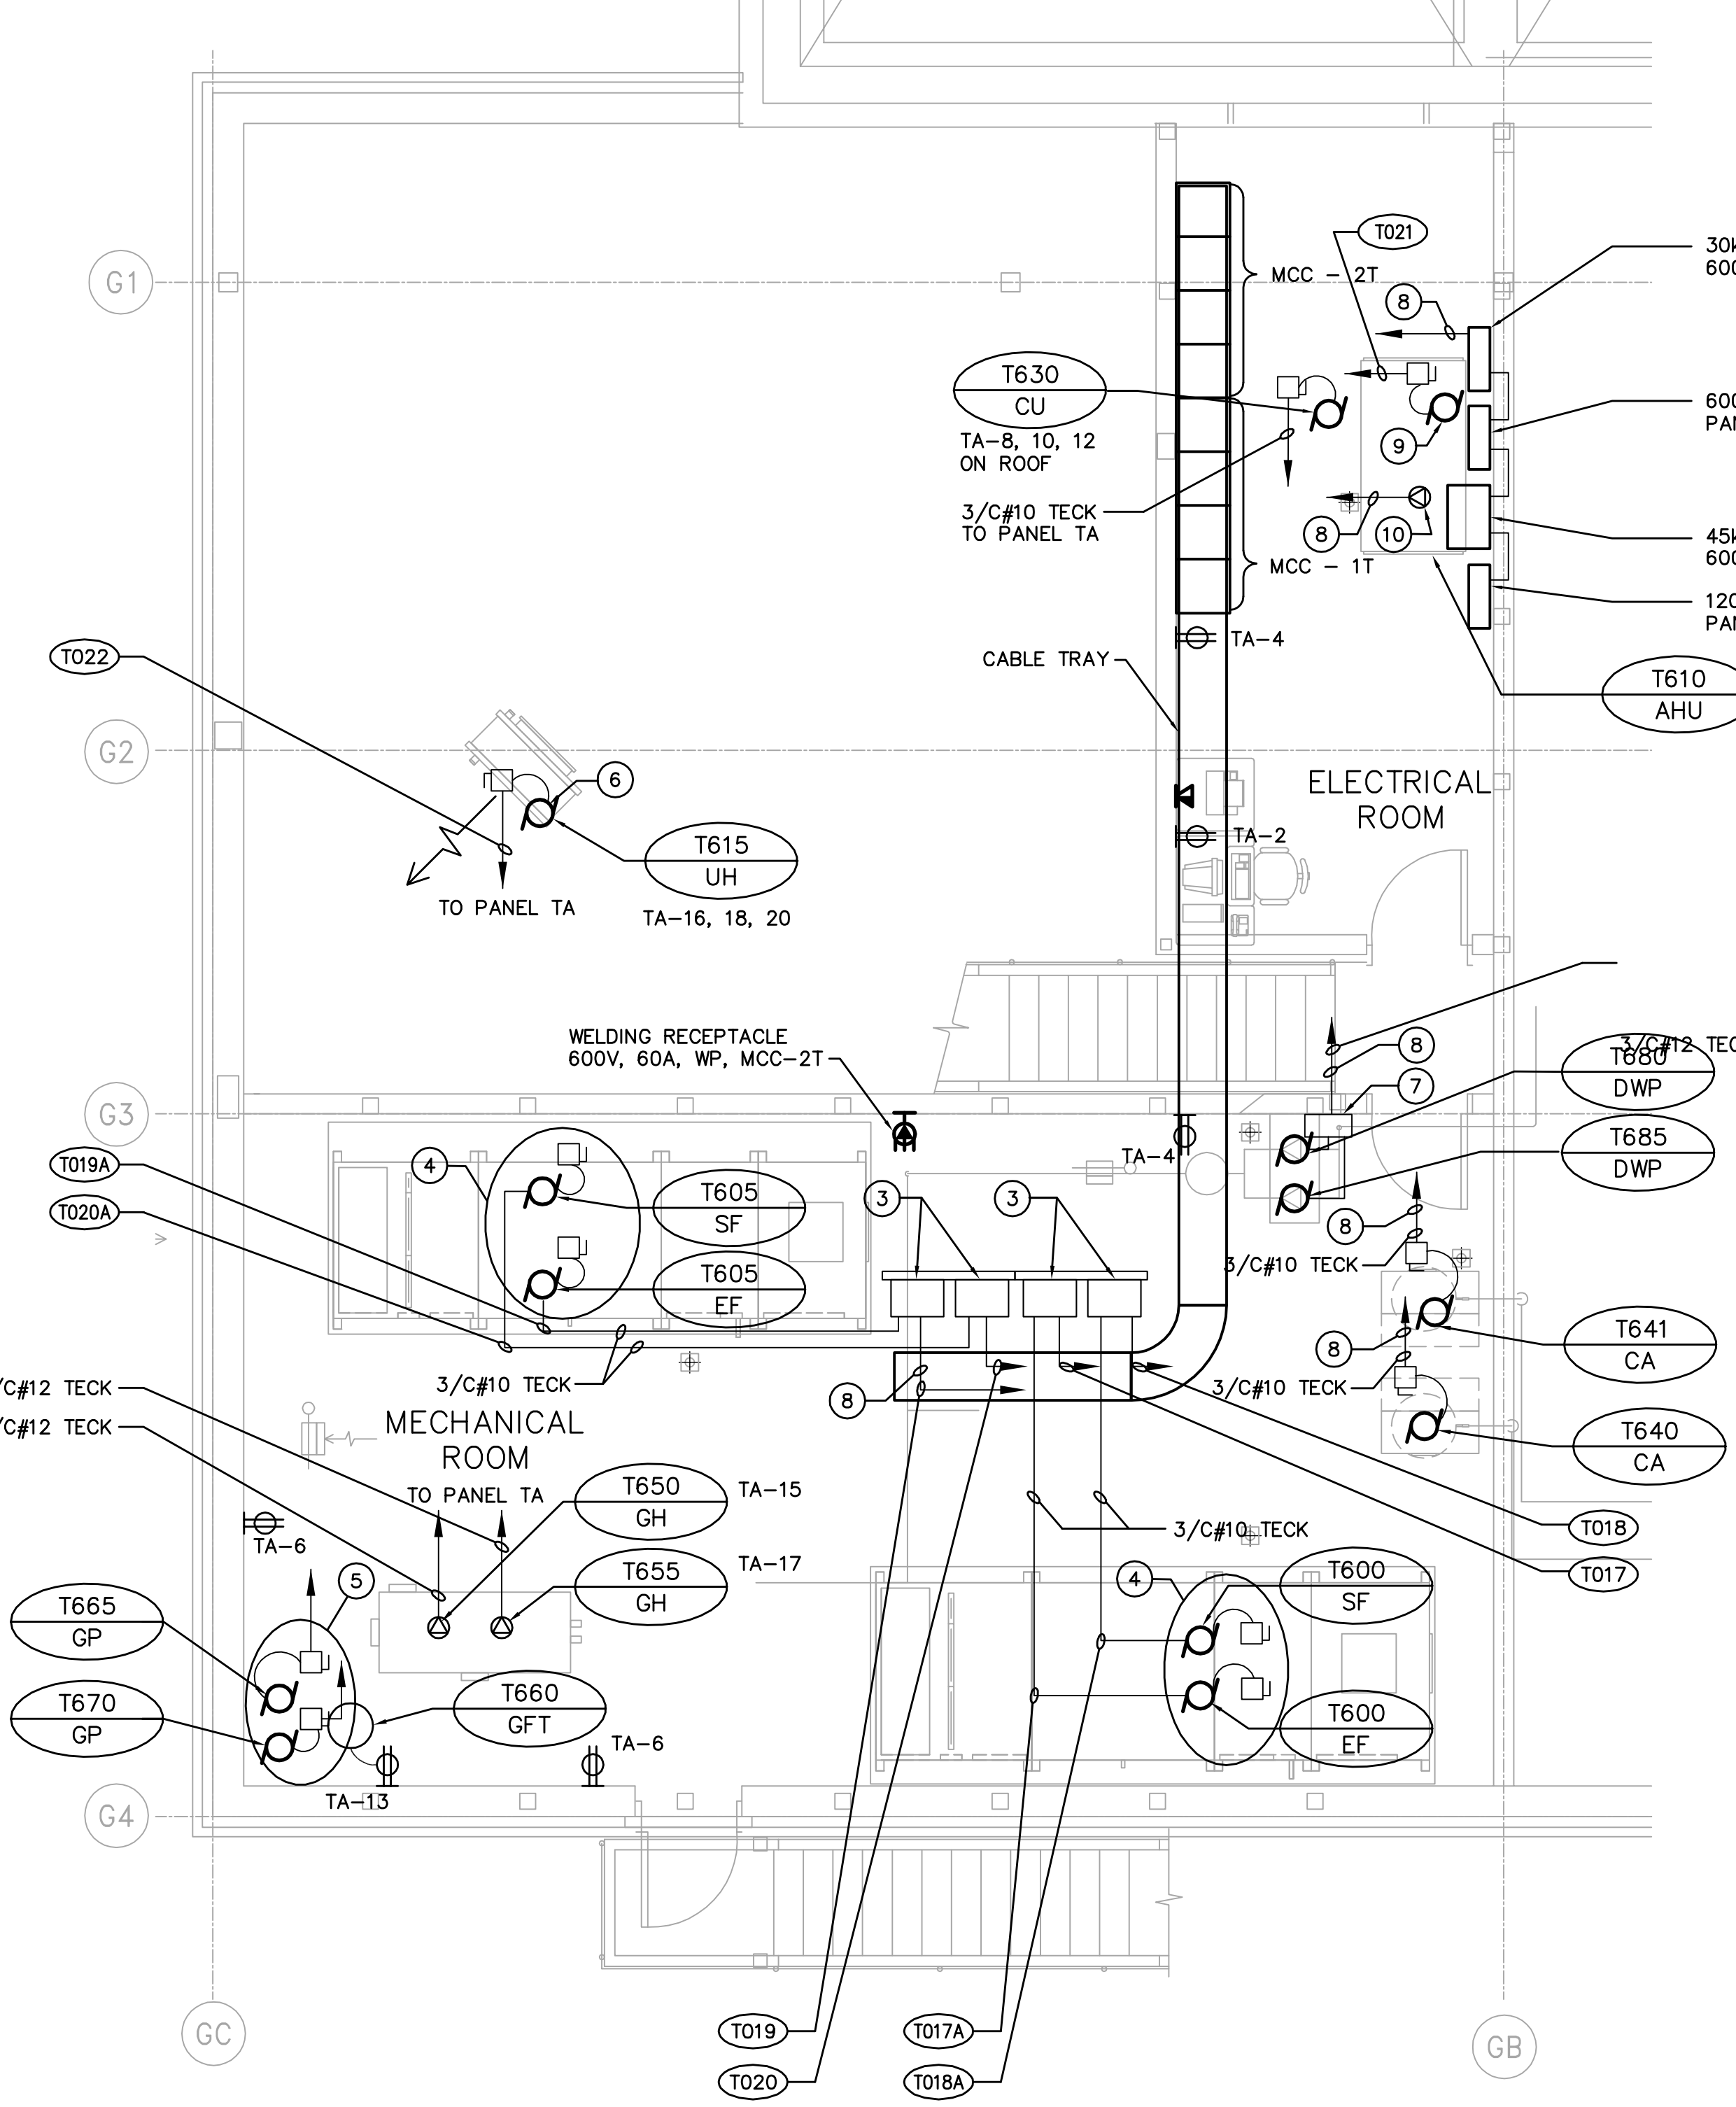 G1
MCC - 2T
T021
8
30
600
T630
CU
TA-8, 10, 12
ON ROOF
3/C#10 TECK
TO PANEL TA
9
600
PA
8
10
45
600
MCC - 1T
120
PA
TA-4
T022
CABLE TRAY
T610
AHU
G2
6
ELECTRICAL
ROOM
TA-2
T615
UH
TO PANEL TA
TA-16, 18, 20
WELDING RECEPTACLE
600V, 60A, WP, MCC-2T
8
3/C#12 TEC
7
T680
DWP
G3
TA-4
T685
DWP
T019A
4
T020A
T605
SF
3
3
8
3/C#10 TECK
T605
EF
T641
CA
8
3/C#10 TECK
3/C#10 TECK
8
/C#12 TECK
/C#12 TECK
MECHANICAL
ROOM
T640
CA
TO PANEL TA
T650
GH
TA-15
3/C#10 TECK
T018
TA-6
T655
GH
TA-17
T017
5
4
T600
SF
T665
GP
T670
GP
T660
GFT
T600
EF
TA-6
TA-13
G4
GC
T019
T017A
GB
T020
T018A